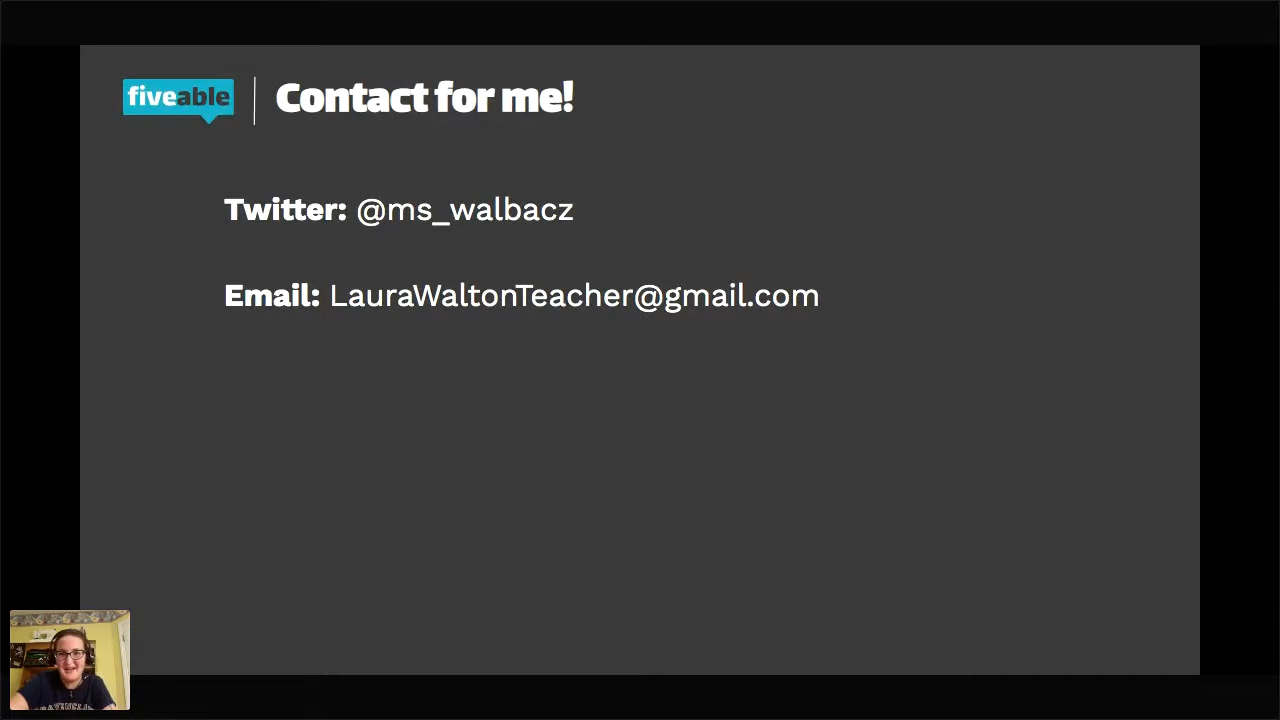 fiveable
Contact for me!
Twitter: @ms_walbacz
Email: LauraWaltonTeacher@gmail.com